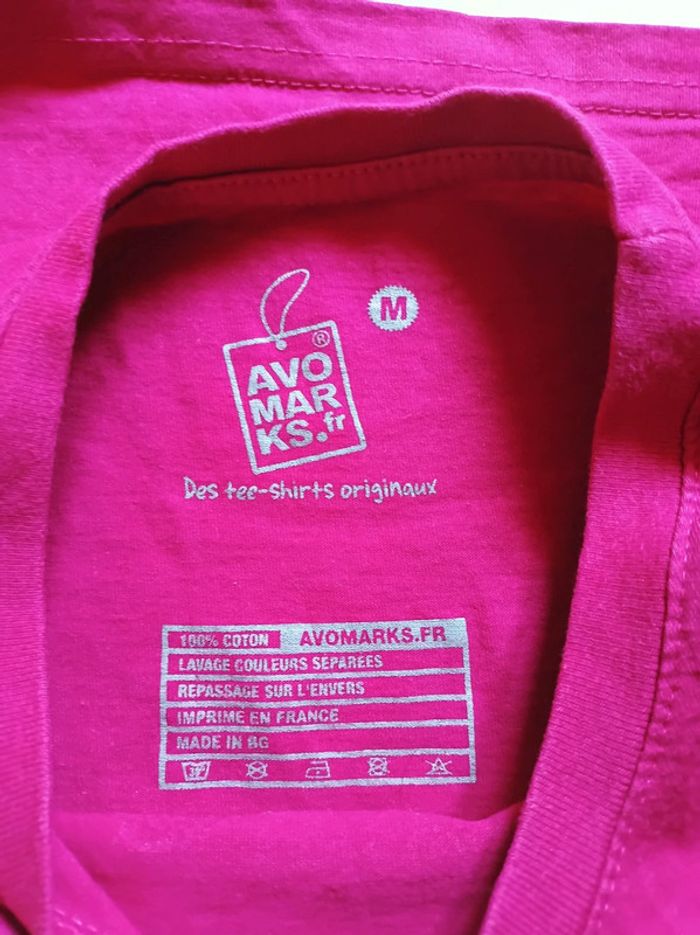 M
®
AVO
MAR
KS.fr
Des tee-shirts originaux
100% COTON AVOMARKS.FR
LAVAGE COULEURS SEPAREES
REPASSAGE SUR L'ENVERS
IMPRIME EN FRANCE
MADE IN BG
30°